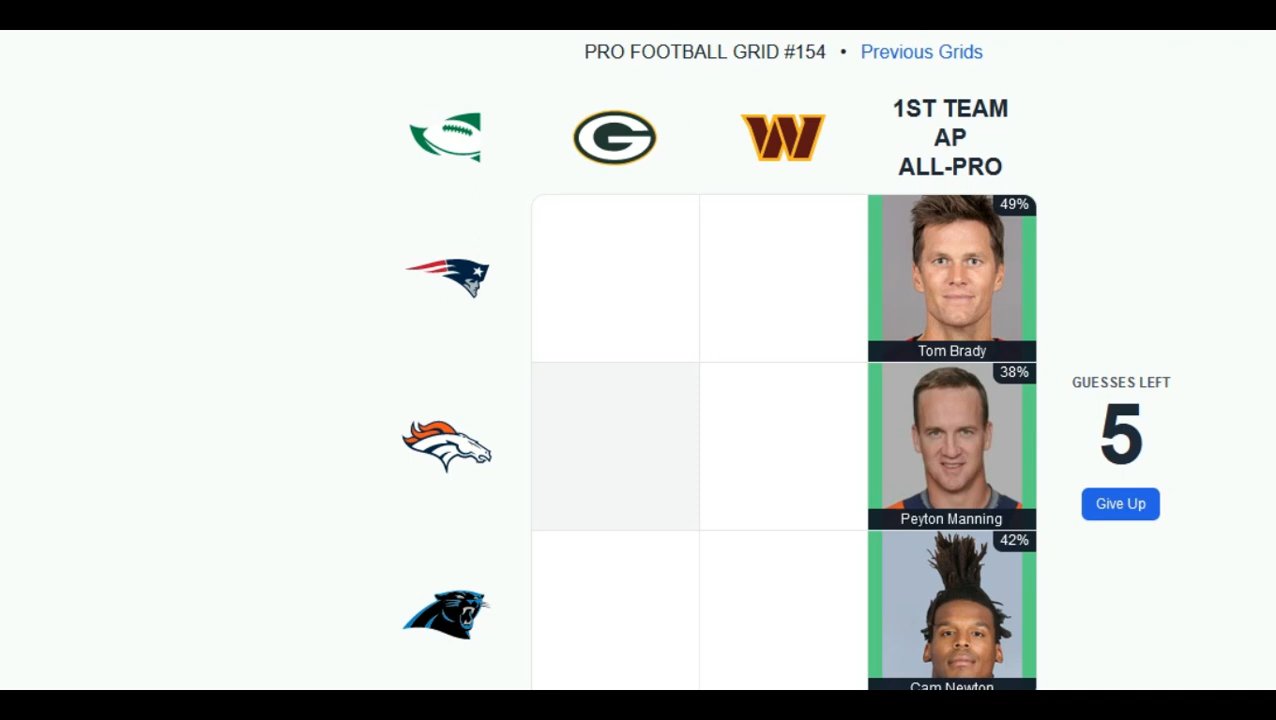 PRO FOOTBALL GRID #154 • Previous Grids
1ST TEAM
AP
ALL-PRO
G
W
49%
Tom Brady
38%
Peyton Manning
GUESSES LEFT
5
Give Up
42%
Cam Newton